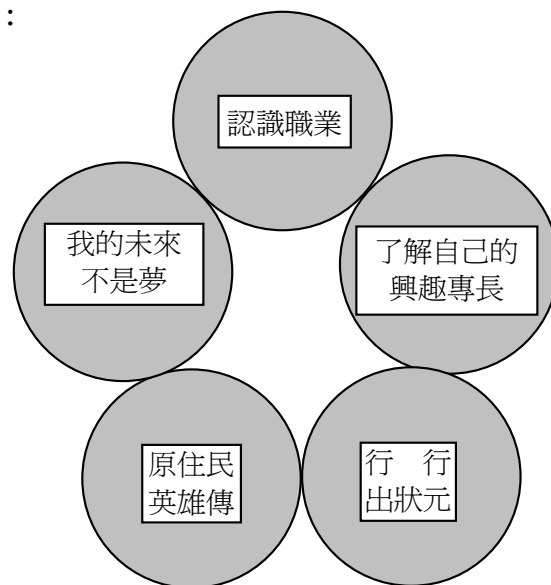 ：
認識職業
了解自己的
興趣專長
行 行
出狀元
原住民
英雄傳
我的未來
不是夢